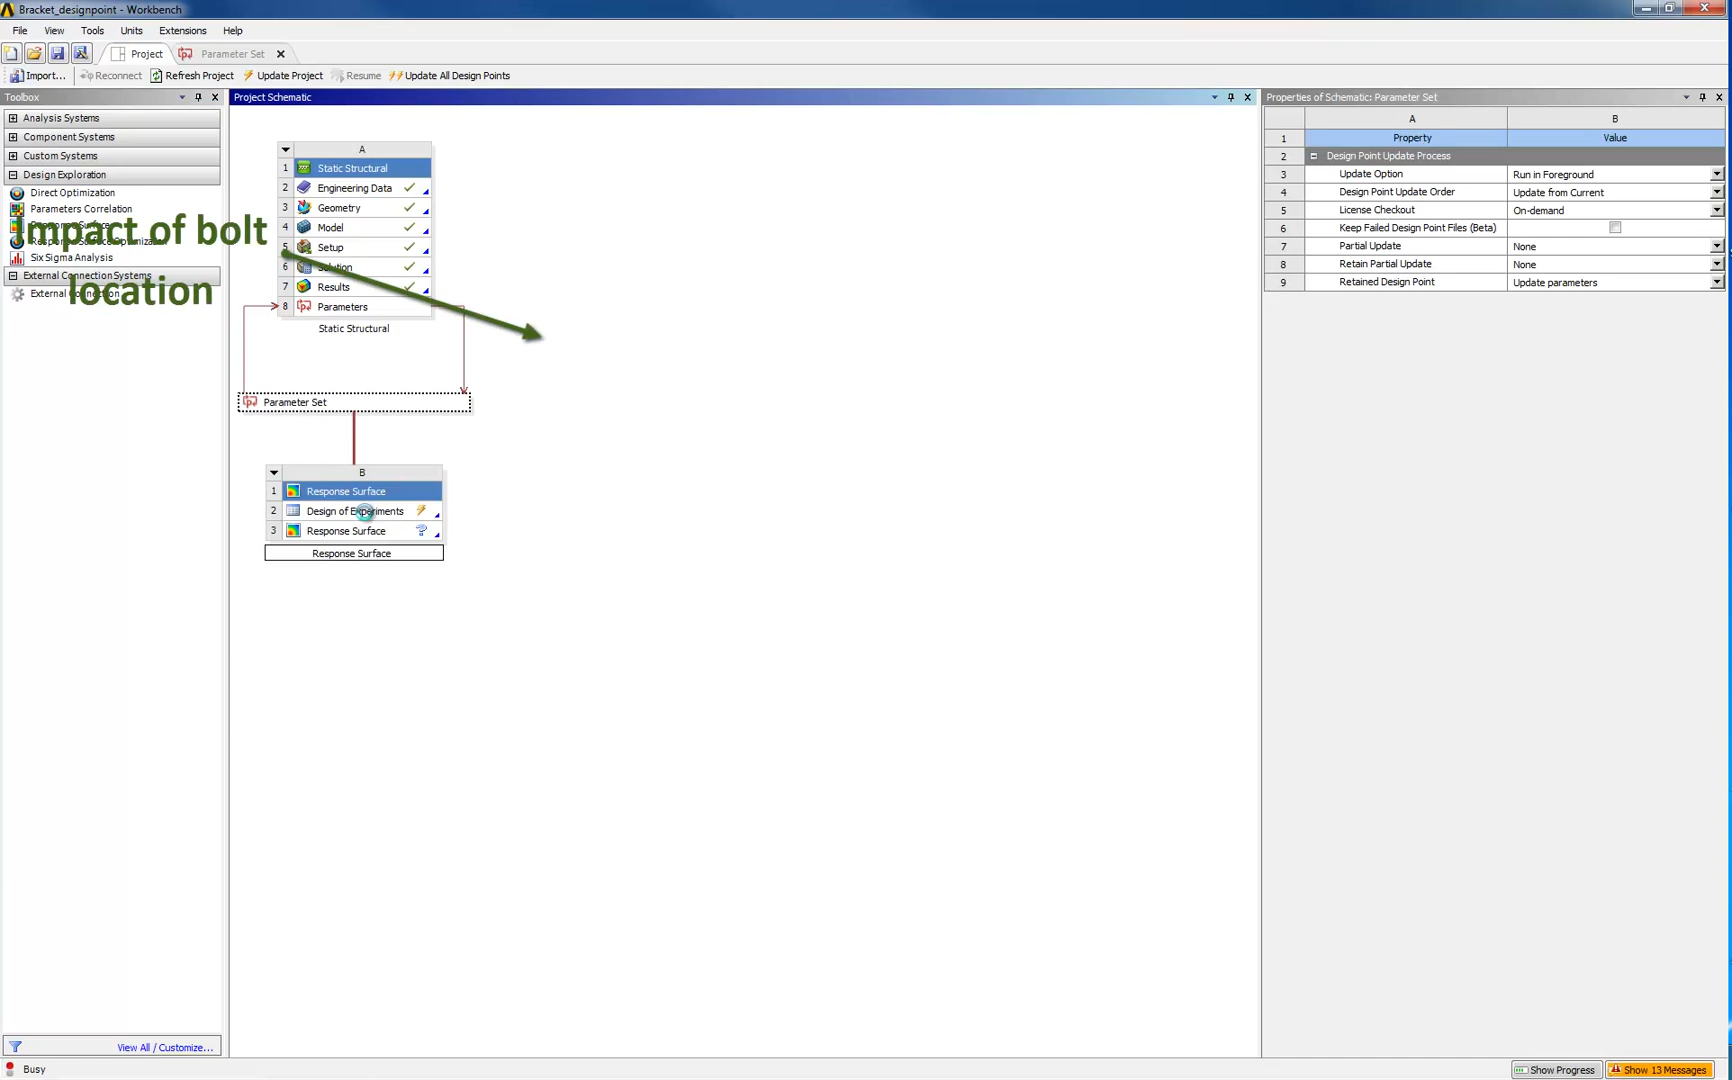 Bracket_designpoint - Workbench
File View Tools Units Extensions Help
Project Parameter Set
Import... Reconnect Refresh Project Update Project Resume Update All Design Points
Toolbox
Analysis Systems
Component Systems
Custom Systems
Design Exploration
Direct Optimization
Parameters Correlation
Response Surface
Response Surface Optimization
Six Sigma Analysis
External Connection Systems
External Connection
View All / Customize...
Impact of bolt
location
Project Schematic
A
1 Static Structural
2 Engineering Data
3 Geometry
4 Model
5 Setup
6 Solution
7 Results
8 Parameters
Static Structural
Parameter Set
B
1 Response Surface
2 Design of Experiments
3 Response Surface
Response Surface
Properties of Schematic: Parameter Set
A B
1 Property Value
2 Design Point Update Process
3 Update Option Run in Foreground
4 Design Point Update Order Update from Current
5 License Checkout On-demand
6 Keep Failed Design Point Files (Beta)
7 Partial Update None
8 Retain Partial Update None
9 Retained Design Point Update parameters
Busy
Show Progress Show 13 Messages